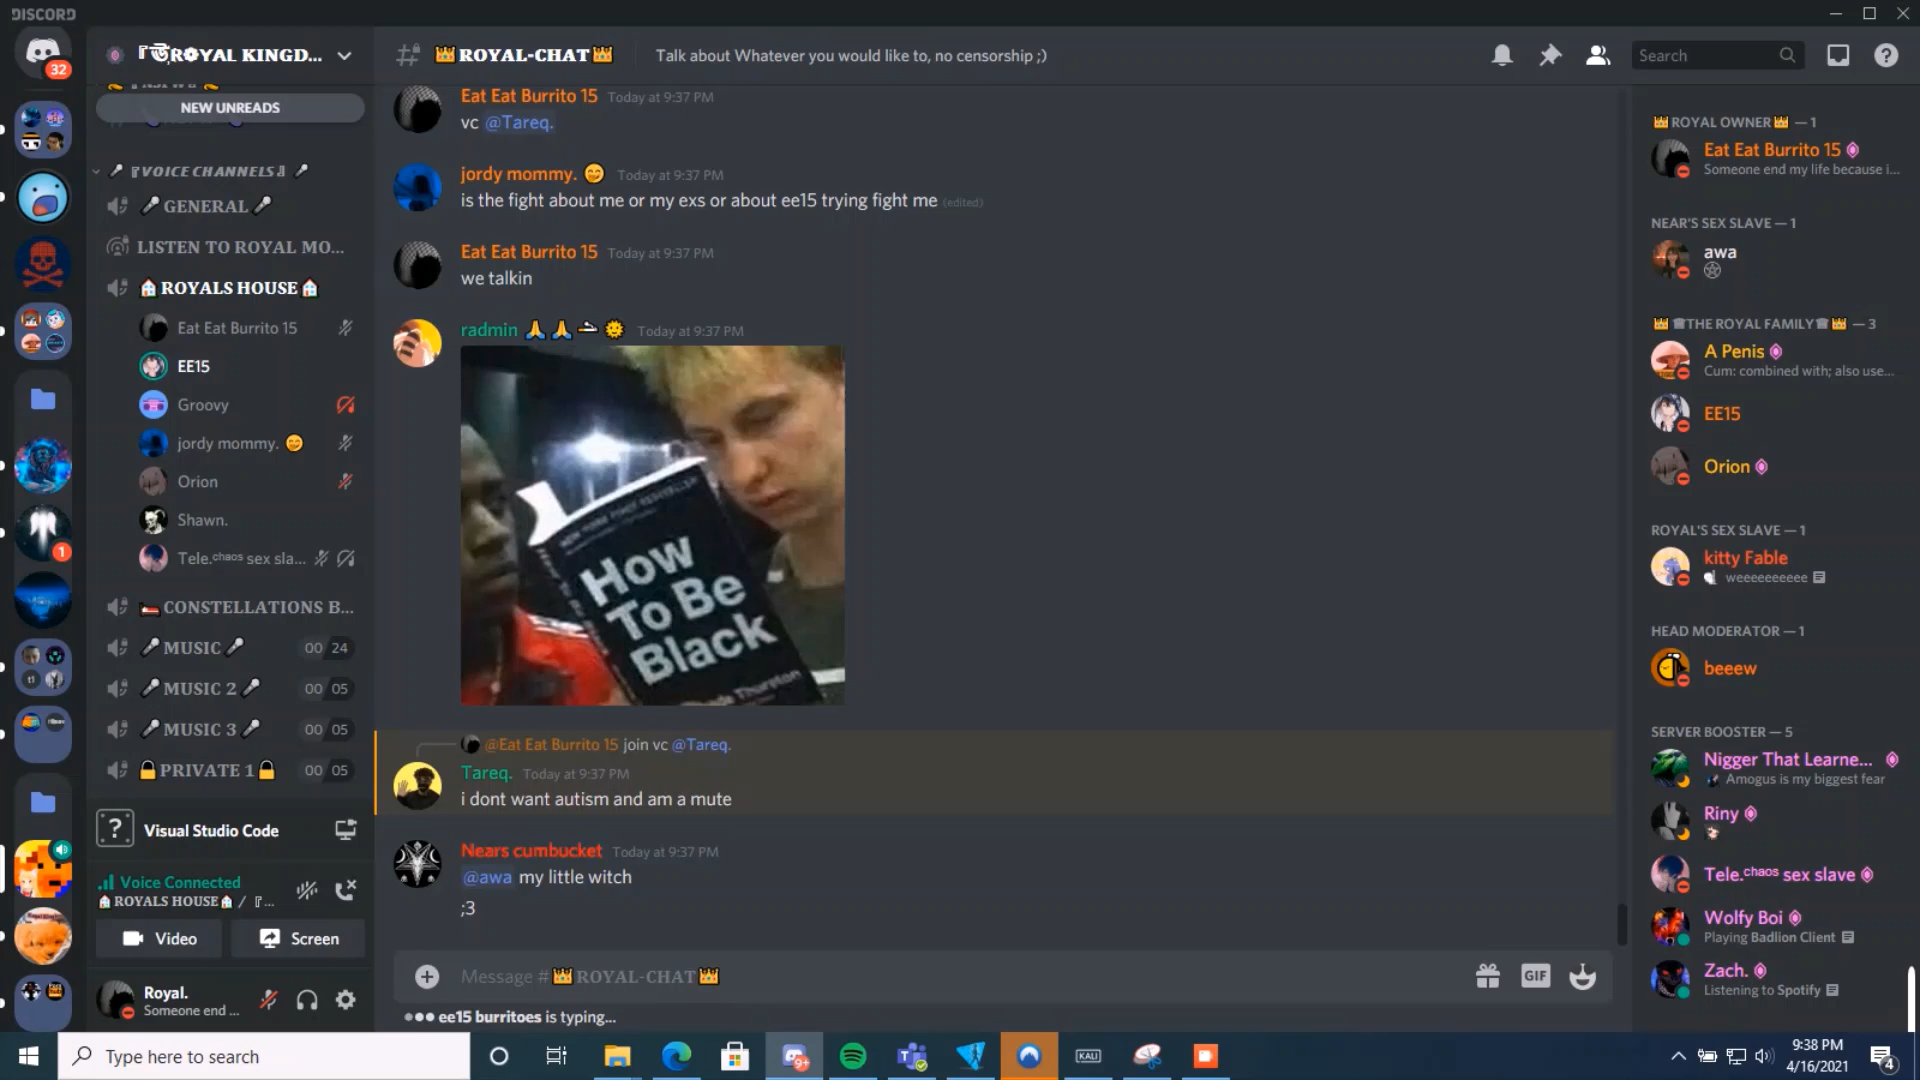 DISCORD
『উ❁ROYAL KINGD...
NEW UNREADS
🎤『VOICE CHANNELS』🎤
🎤GENERAL🎤
LISTEN TO ROYAL MO...
🏠ROYALS HOUSE🏠
Eat Eat Burrito 15
EE15
Groovy
jordy mommy. 😊
Orion
Shawn.
Tele.ᶜʰᵃᵒˢ sex sla...
🛏️CONSTELLATIONS B...
🎤MUSIC🎤 00 24
🎤MUSIC 2🎤 00 05
🎤MUSIC 3🎤 00 05
🔒PRIVATE 1🔒 00 05
? Visual Studio Code
Voice Connected
🏠ROYALS HOUSE🏠 / 『...
Video Screen
Royal.
Someone end ...
32
1
👑ROYAL-CHAT👑 Talk about Whatever you would like to, no censorship ;)
Search
Eat Eat Burrito 15 Today at 9:37 PM
vc @Tareq.
jordy mommy. 😊 Today at 9:37 PM
is the fight about me or my exs or about ee15 trying fight me (edited)
Eat Eat Burrito 15 Today at 9:37 PM
we talkin
radmin 🙏 🙏 🌞 Today at 9:37 PM
How
To Be
Black
Thurston
@Eat Eat Burrito 15 join vc @Tareq.
Tareq. Today at 9:37 PM
i dont want autism and am a mute
Nears cumbucket Today at 9:37 PM
@awa my little witch
;3
Message #👑ROYAL-CHAT👑
GIF
ee15 burritoes is typing...
👑ROYAL OWNER👑 — 1
Eat Eat Burrito 15
Someone end my life because i...
NEAR'S SEX SLAVE — 1
awa
👑♕THE ROYAL FAMILY♕👑 — 3
A Penis
Cum: combined with; also use...
EE15
Orion
ROYAL'S SEX SLAVE — 1
kitty Fable
weeeeeeeeee
HEAD MODERATOR — 1
beeew
SERVER BOOSTER — 5
Nigger That Learne...
Amogus is my biggest fear
Riny
Tele.ᶜʰᵃᵒˢ sex slave
Wolfy Boi
Playing Badlion Client
Zach.
Listening to Spotify
Type here to search
9+
KALI
9:38 PM
4/16/2021
4